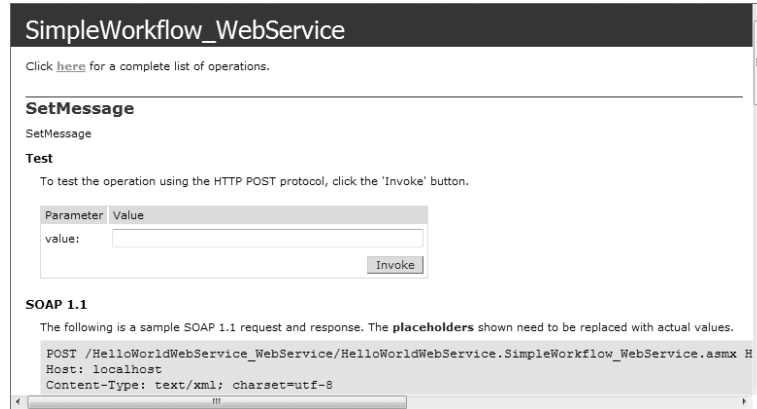 SimpleWorkflow_WebService
Click here for a complete list of operations.
SetMessage
SetMessage
Test
To test the operation using the HTTP POST protocol, click the 'Invoke' button.
Parameter Value
value:
Invoke
SOAP 1.1
The following is a sample SOAP 1.1 request and response. The placeholders shown need to be replaced with actual values.
POST /HelloWorldWebService_WebService/HelloWorldWebService.SimpleWorkflow_WebService.asmx H
Host: localhost
Content-Type: text/xml; charset=utf-8